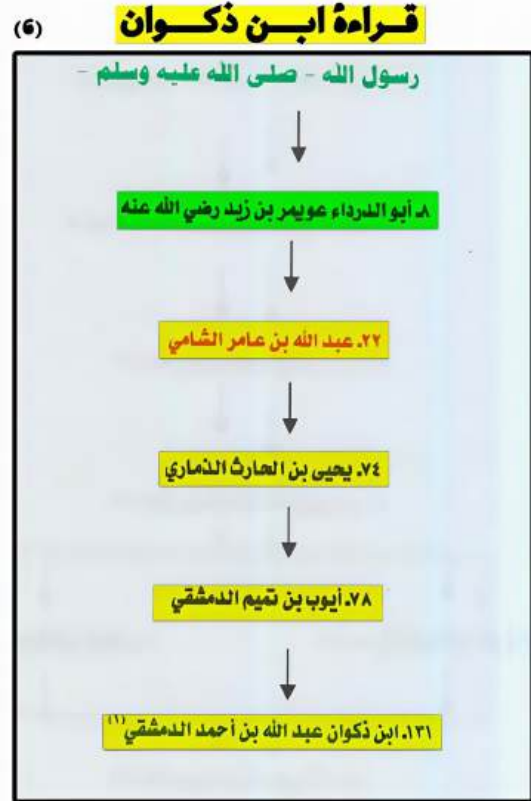 قراءة ابن ذكوان
(6)
رسول الله - صلى الله عليه وسلم -
٨. أبو الدرداء عويمر بن زيد رضي الله عنه
٢٢. عبد الله بن عامر الشامي
٧٤. يحيى بن الحارث الذماري
٧٨. أيوب بن تميم الدمشقي
١٣١. ابن ذكوان عبد الله بن أحمد الدمشقي (١)